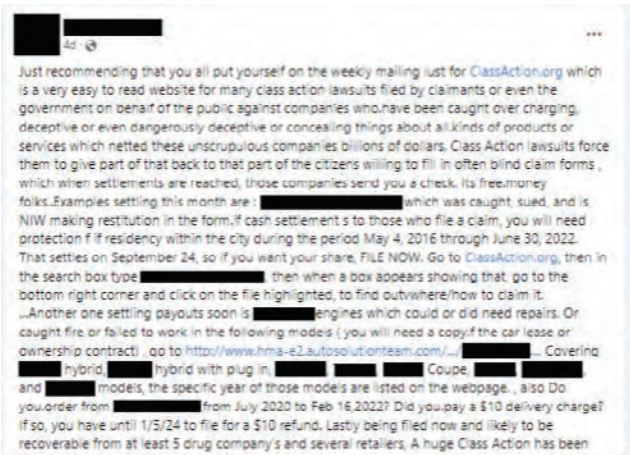 4d ·
...
Just recommending that you all put yourself on the weekly mailing iust for ClassAction.org which
is a very easy to read website for many class action lawsuits filed by claimants or even the
government on behalf of the public against companies who.have been caught over charging,
deceptive or even dangerously deceptive or concealing things about all.kinds of products or
services which netted these unscrupulous companies billions of dollars. Class Action lawsuits force
them to give part of that back to that part of the citizens willing to fill in often blind claim forms ,
which when settlements are reached, those companies send you a check. Its free.money
folks..Examples settling this month are : which was caught, sued, and is
NIW making restitution in the form.if cash settlement s to those who file a claim, you will need
protection f if residency within the city during the period May 4, 2016 through June 30, 2022.
That settles on September 24, so if you want your share, FILE NOW. Go to ClassAction.org, then in
the search box type , then when a box appears showing that, go to the
bottom right corner and click on the file highlighted, to find out.where/how to claim it.
...Another one settling payouts soon is engines which could or did need repairs. Or
caught fire or failed to work in the following models ( you will need a copy.f the car lease or
ownership contract) , go to http://www.hma-e2.autosolutionteam.com/.../ ... Covering
hybrid, hybrid with plug in, , , Coupe, , ,
and models, the specific year of those models are listed on the webpage. , also Do
you.order from from July 2020 to Feb 16,2022? Did you.pay a $10 delivery charge?
If so, you have until 1/5/24 to file for a $10 refund. Lastly being filed now and likely to be
recoverable from at least 5 drug company's and several retailers, A huge Class Action has been